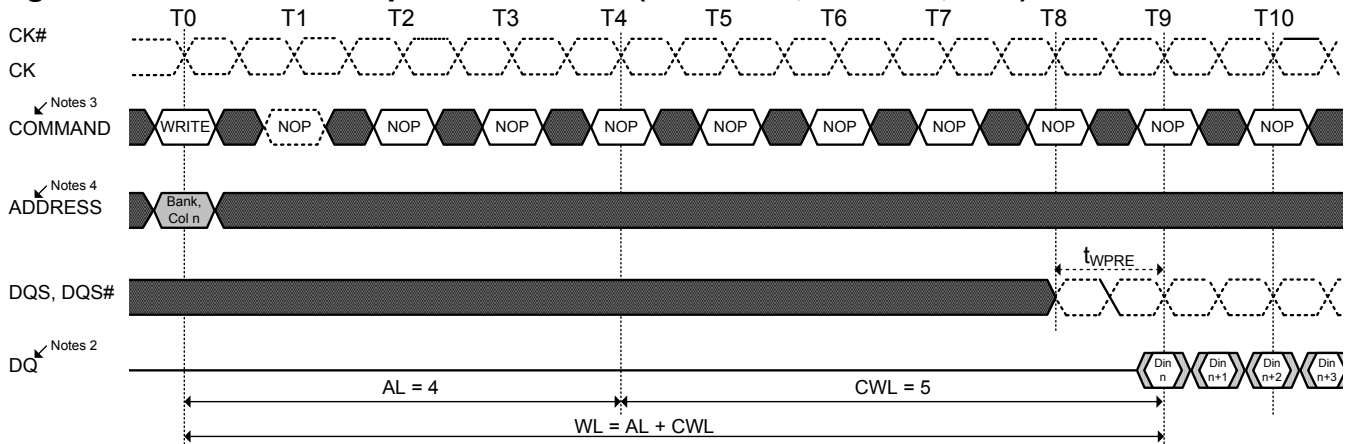 T0 T1 T2 T3 T4 T5 T6 T7 T8 T9 T10
CK#
CK
Notes 3
COMMAND WRITE NOP NOP NOP NOP NOP NOP NOP NOP NOP NOP
Notes 4
ADDRESS Bank,
Col n
tWPRE
DQS, DQS#
Notes 2
DQ Din Din Din Din
n n+1 n+2 n+3
AL = 4 CWL = 5
WL = AL + CWL